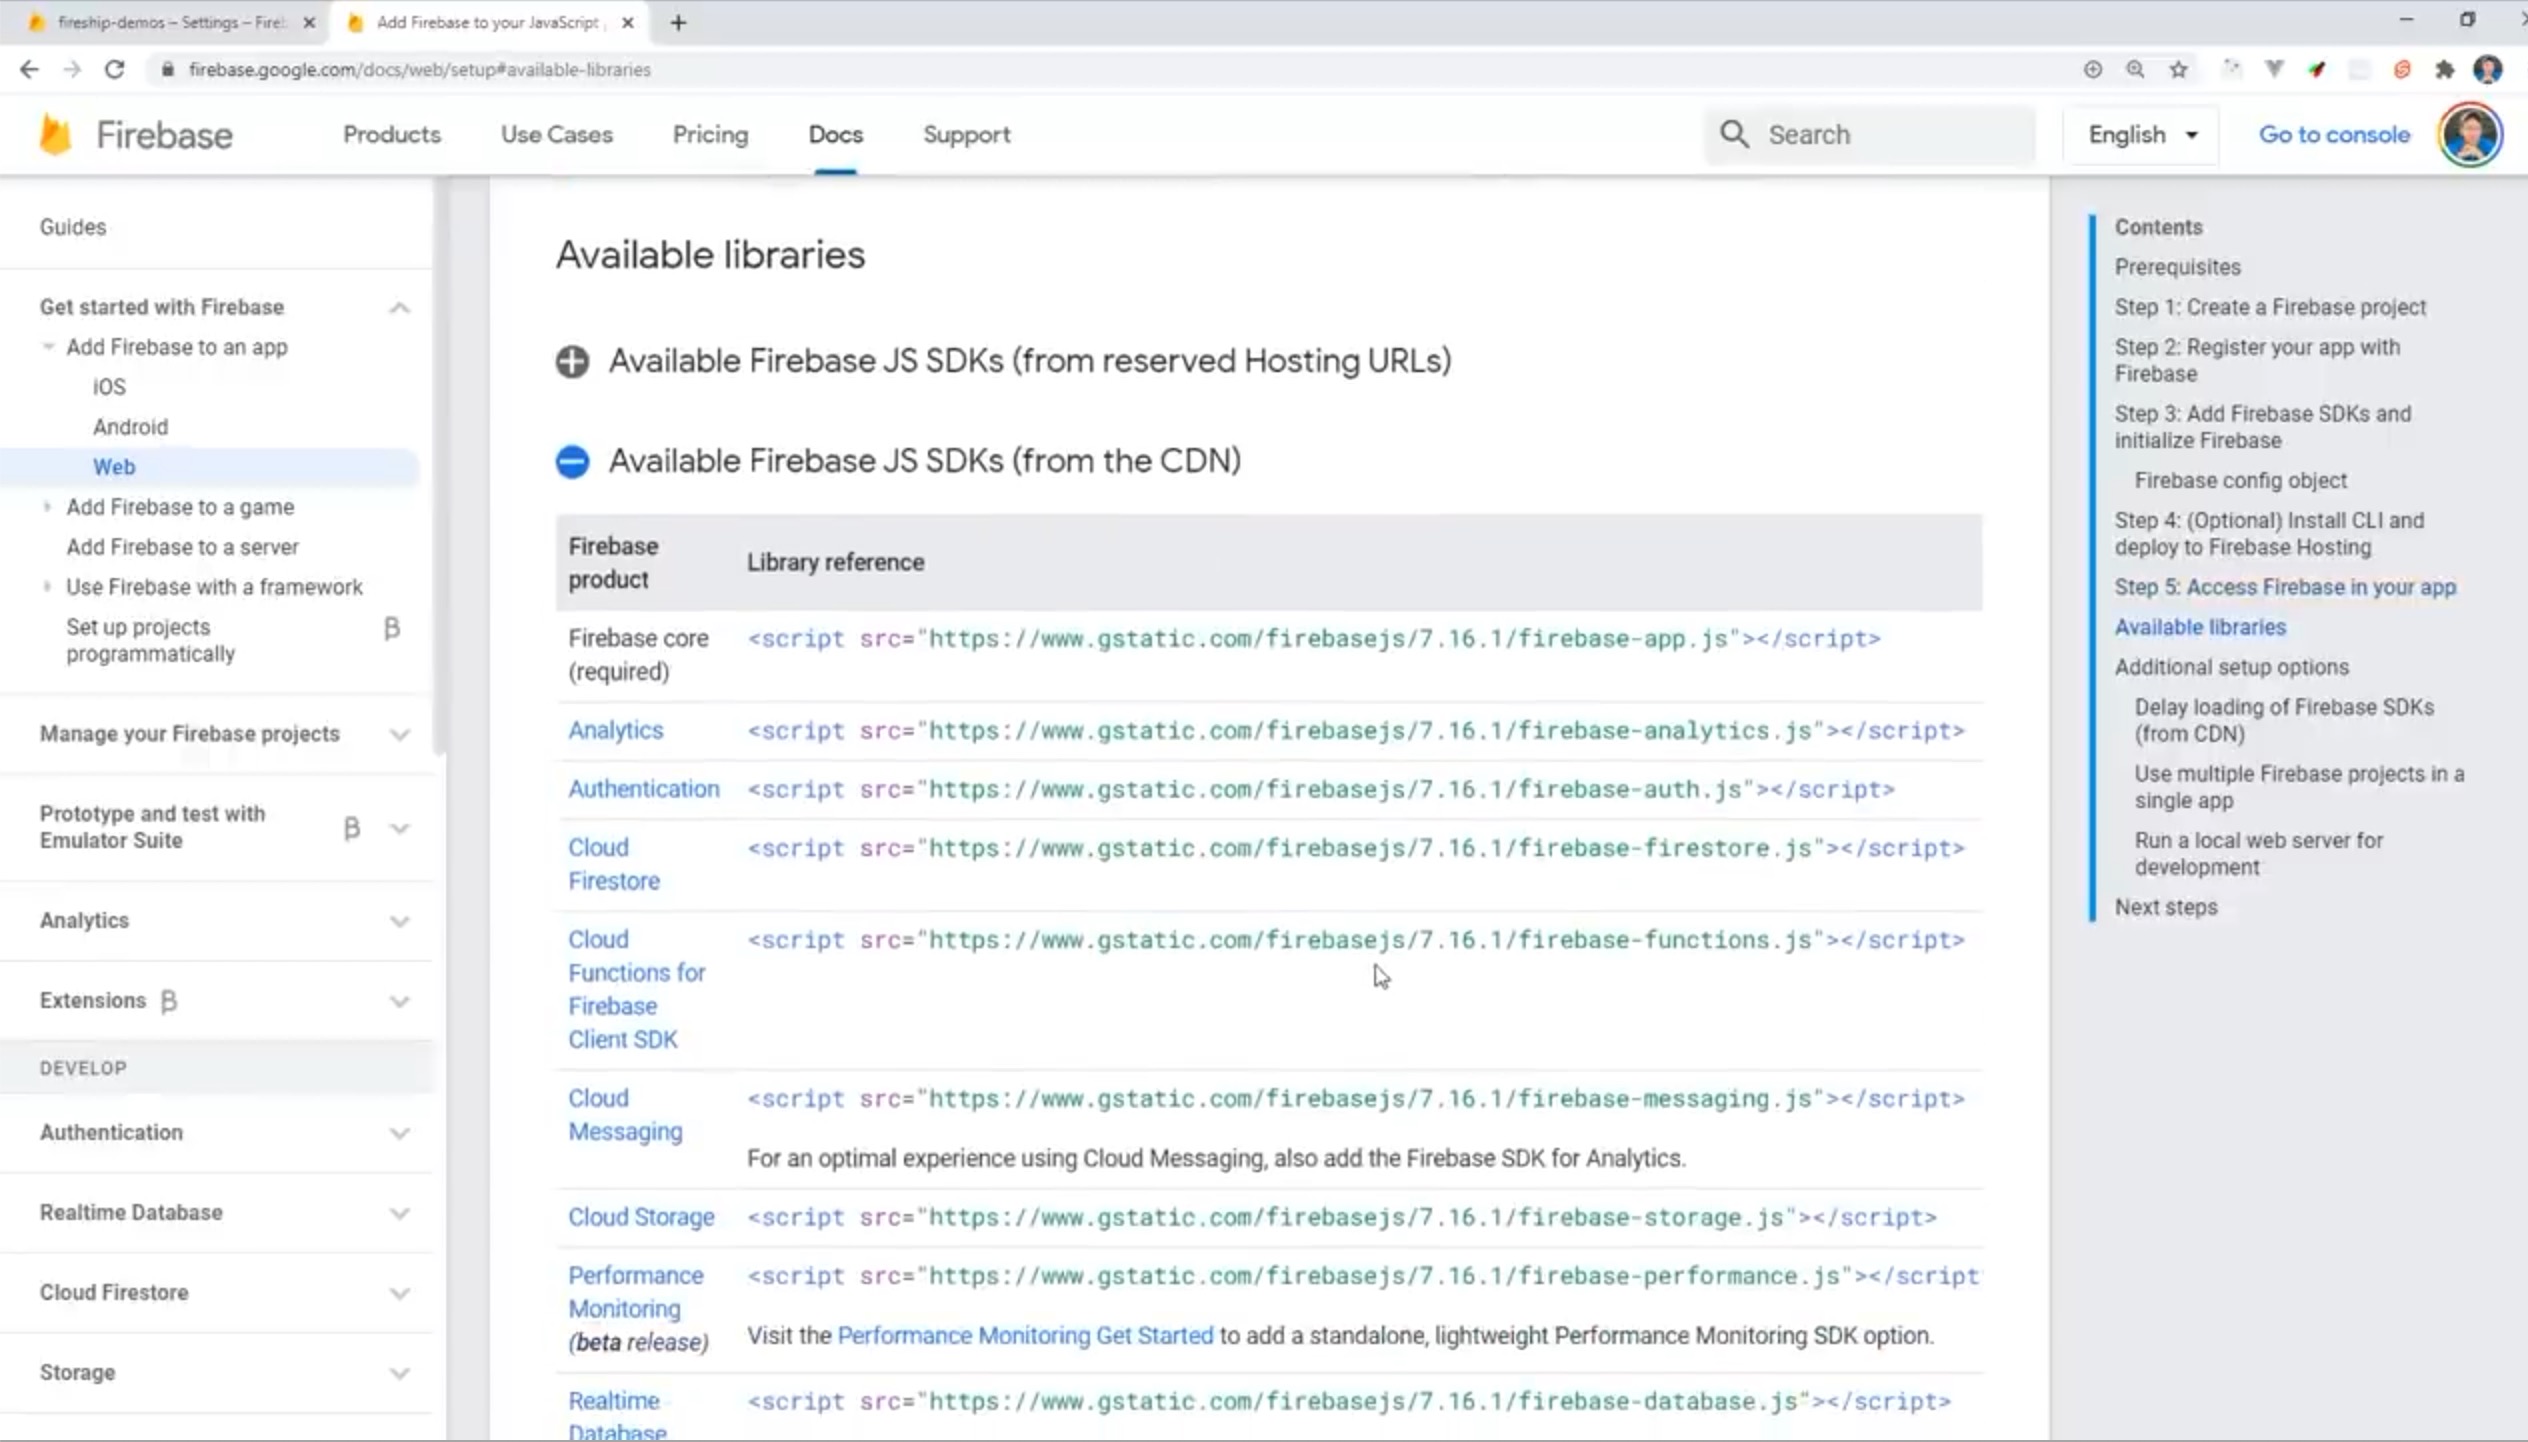 fireship-demos – Settings – Fire
Add Firebase to your JavaScript
firebase.google.com/docs/web/setup#available-libraries
Firebase
Products
Use Cases
Pricing
Docs
Support
Search
English
Go to console
Guides
Get started with Firebase
Add Firebase to an app
iOS
Android
Web
Add Firebase to a game
Add Firebase to a server
Use Firebase with a framework
Set up projects
programmatically
β
Manage your Firebase projects
Prototype and test with
Emulator Suite
β
Analytics
Extensions β
DEVELOP
Authentication
Realtime Database
Cloud Firestore
Storage
Available libraries
Available Firebase JS SDKs (from reserved Hosting URLs)
Available Firebase JS SDKs (from the CDN)
Firebase
product
Library reference
Firebase core
(required)
<script src="https://www.gstatic.com/firebasejs/7.16.1/firebase-app.js"></script>
Analytics
<script src="https://www.gstatic.com/firebasejs/7.16.1/firebase-analytics.js"></script>
Authentication
<script src="https://www.gstatic.com/firebasejs/7.16.1/firebase-auth.js"></script>
Cloud
Firestore
<script src="https://www.gstatic.com/firebasejs/7.16.1/firebase-firestore.js"></script>
Cloud
Functions for
Firebase
Client SDK
<script src="https://www.gstatic.com/firebasejs/7.16.1/firebase-functions.js"></script>
Cloud
Messaging
<script src="https://www.gstatic.com/firebasejs/7.16.1/firebase-messaging.js"></script>
For an optimal experience using Cloud Messaging, also add the Firebase SDK for Analytics.
Cloud Storage
<script src="https://www.gstatic.com/firebasejs/7.16.1/firebase-storage.js"></script>
Performance
Monitoring
(beta release)
<script src="https://www.gstatic.com/firebasejs/7.16.1/firebase-performance.js"></script
Visit the Performance Monitoring Get Started to add a standalone, lightweight Performance Monitoring SDK option.
Realtime
Database
<script src="https://www.gstatic.com/firebasejs/7.16.1/firebase-database.js"></script>
Contents
Prerequisites
Step 1: Create a Firebase project
Step 2: Register your app with
Firebase
Step 3: Add Firebase SDKs and
initialize Firebase
Firebase config object
Step 4: (Optional) Install CLI and
deploy to Firebase Hosting
Step 5: Access Firebase in your app
Available libraries
Additional setup options
Delay loading of Firebase SDKs
(from CDN)
Use multiple Firebase projects in a
single app
Run a local web server for
development
Next steps